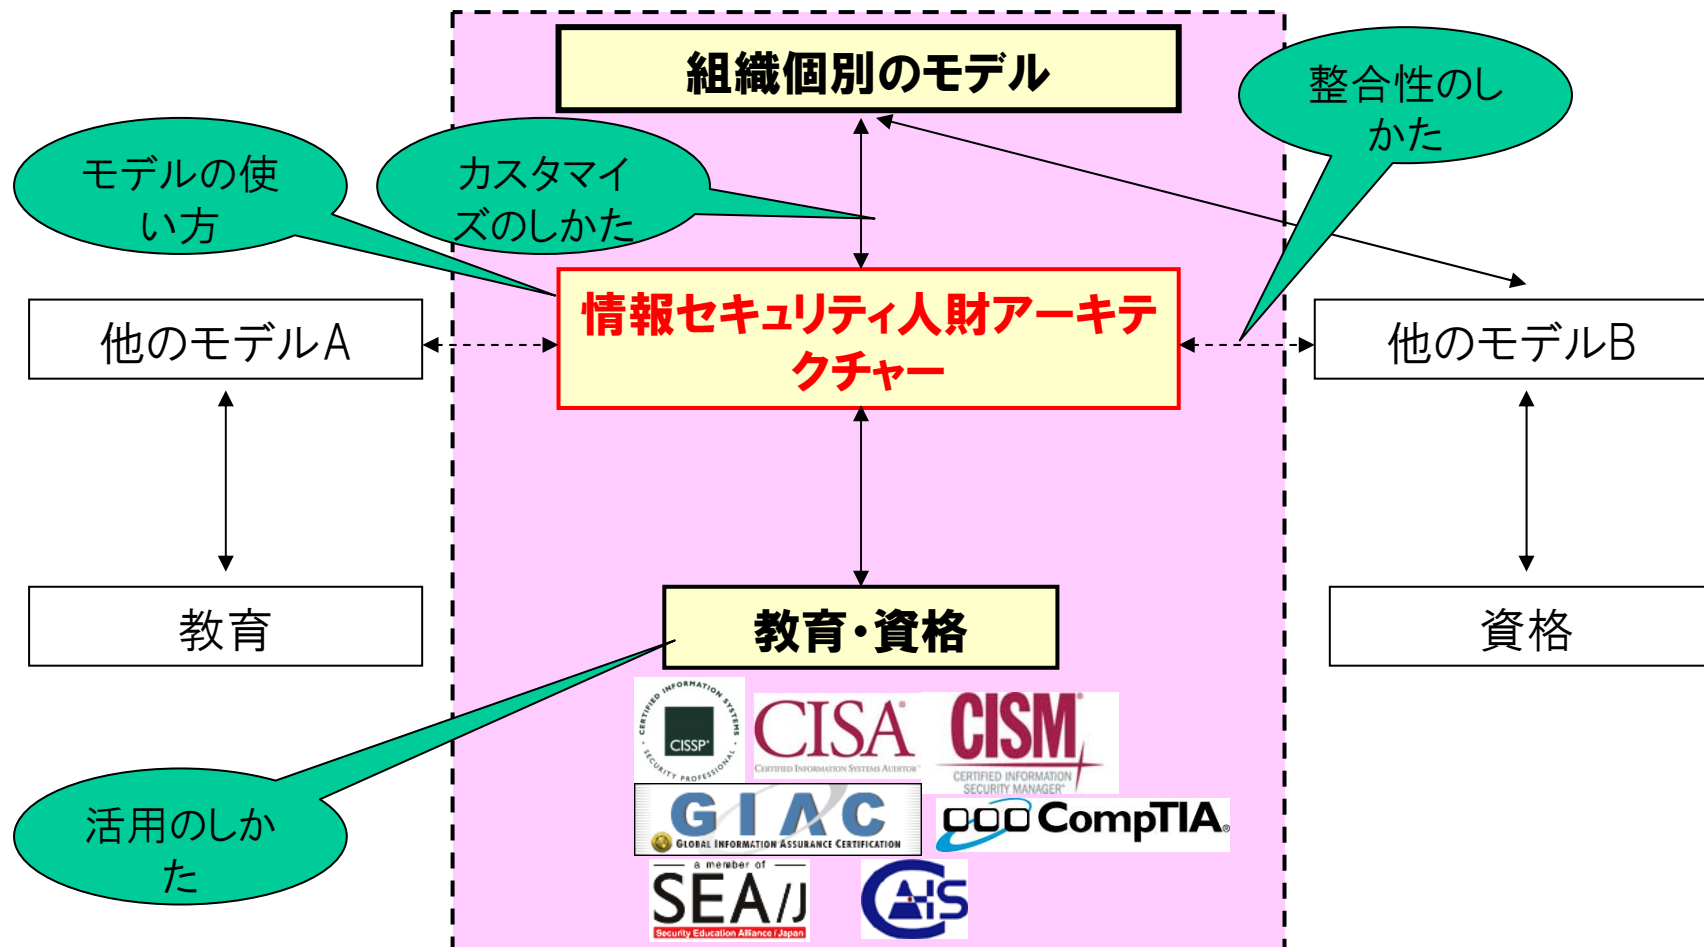 組織個別のモデル
整合性のし
かた
モデルの使
い方
カスタマイ
ズのしかた
情報セキュリティ人財アーキテ
クチャー
他のモデルA
他のモデルB
教育
教育・資格
資格
CERTIFIED INFORMATION SYSTEMS
CISSP®
SECURITY PROFESSIONAL
CISA®
CERTIFIED INFORMATION SYSTEMS AUDITOR™
CISM®
CERTIFIED INFORMATION
SECURITY MANAGER™
GIAC
GLOBAL INFORMATION ASSURANCE CERTIFICATION
CompTIA®
活用のしか
た
a member of
SEA/J
Security Education Alliance / Japan
CAIS